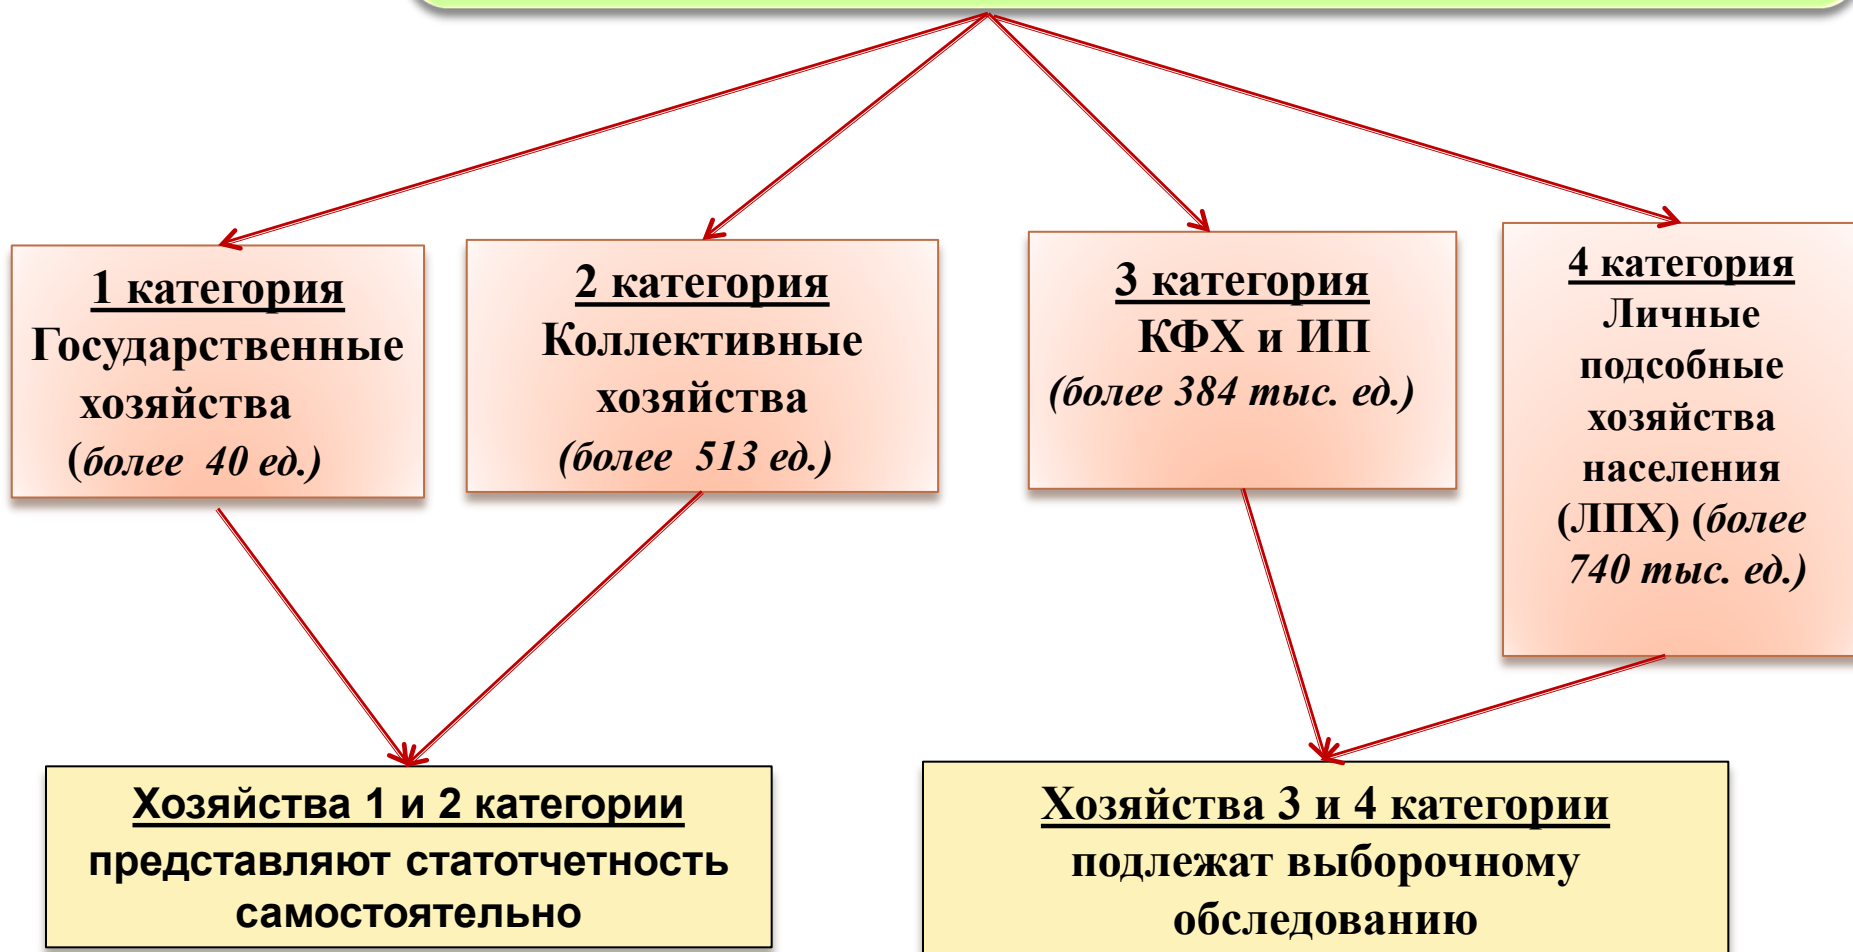 1 категория
Государственные
хозяйства
(более 40 ед.)
2 категория
Коллективные
хозяйства
(более 513 ед.)
3 категория
КФХ и ИП
(более 384 тыс. ед.)
4 категория
Личные
подсобные
хозяйства
населения
(ЛПХ) (более
740 тыс. ед.)
Хозяйства 1 и 2 категории
представляют статотчетность
самостоятельно
Хозяйства 3 и 4 категории
подлежат выборочному
обследованию